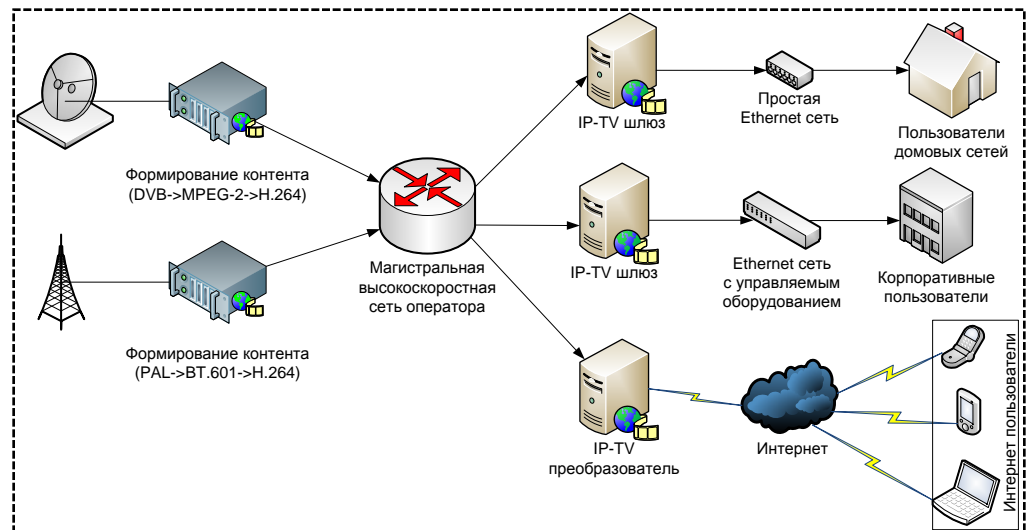 Формирование контента
(DVB->MPEG-2->H.264)
Формирование контента
(PAL->BT.601->H.264)
Магистральная
высокоскоростная
сеть оператора
IP-TV шлюз
Простая
Ethernet сеть
Пользователи
домовых сетей
IP-TV шлюз
Ethernet сеть
с управляемым
оборудованием
Корпоративные
пользователи
IP-TV
преобразователь
Интернет
Интернет пользователи